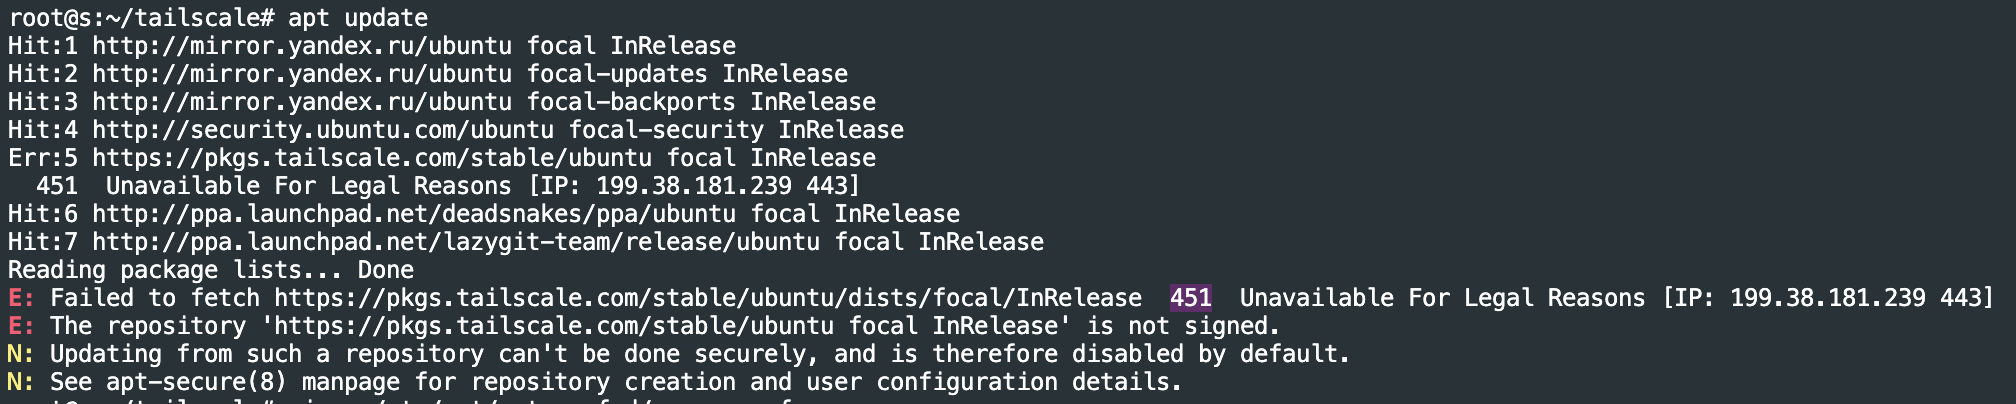 root@s:~/tailscale# apt update
Hit:1 http://mirror.yandex.ru/ubuntu focal InRelease
Hit:2 http://mirror.yandex.ru/ubuntu focal-updates InRelease
Hit:3 http://mirror.yandex.ru/ubuntu focal-backports InRelease
Hit:4 http://security.ubuntu.com/ubuntu focal-security InRelease
Err:5 https://pkgs.tailscale.com/stable/ubuntu focal InRelease
  451  Unavailable For Legal Reasons [IP: 199.38.181.239 443]
Hit:6 http://ppa.launchpad.net/deadsnakes/ppa/ubuntu focal InRelease
Hit:7 http://ppa.launchpad.net/lazygit-team/release/ubuntu focal InRelease
Reading package lists... Done
E: Failed to fetch https://pkgs.tailscale.com/stable/ubuntu/dists/focal/InRelease  451  Unavailable For Legal Reasons [IP: 199.38.181.239 443]
E: The repository 'https://pkgs.tailscale.com/stable/ubuntu focal InRelease' is not signed.
N: Updating from such a repository can't be done securely, and is therefore disabled by default.
N: See apt-secure(8) manpage for repository creation and user configuration details.